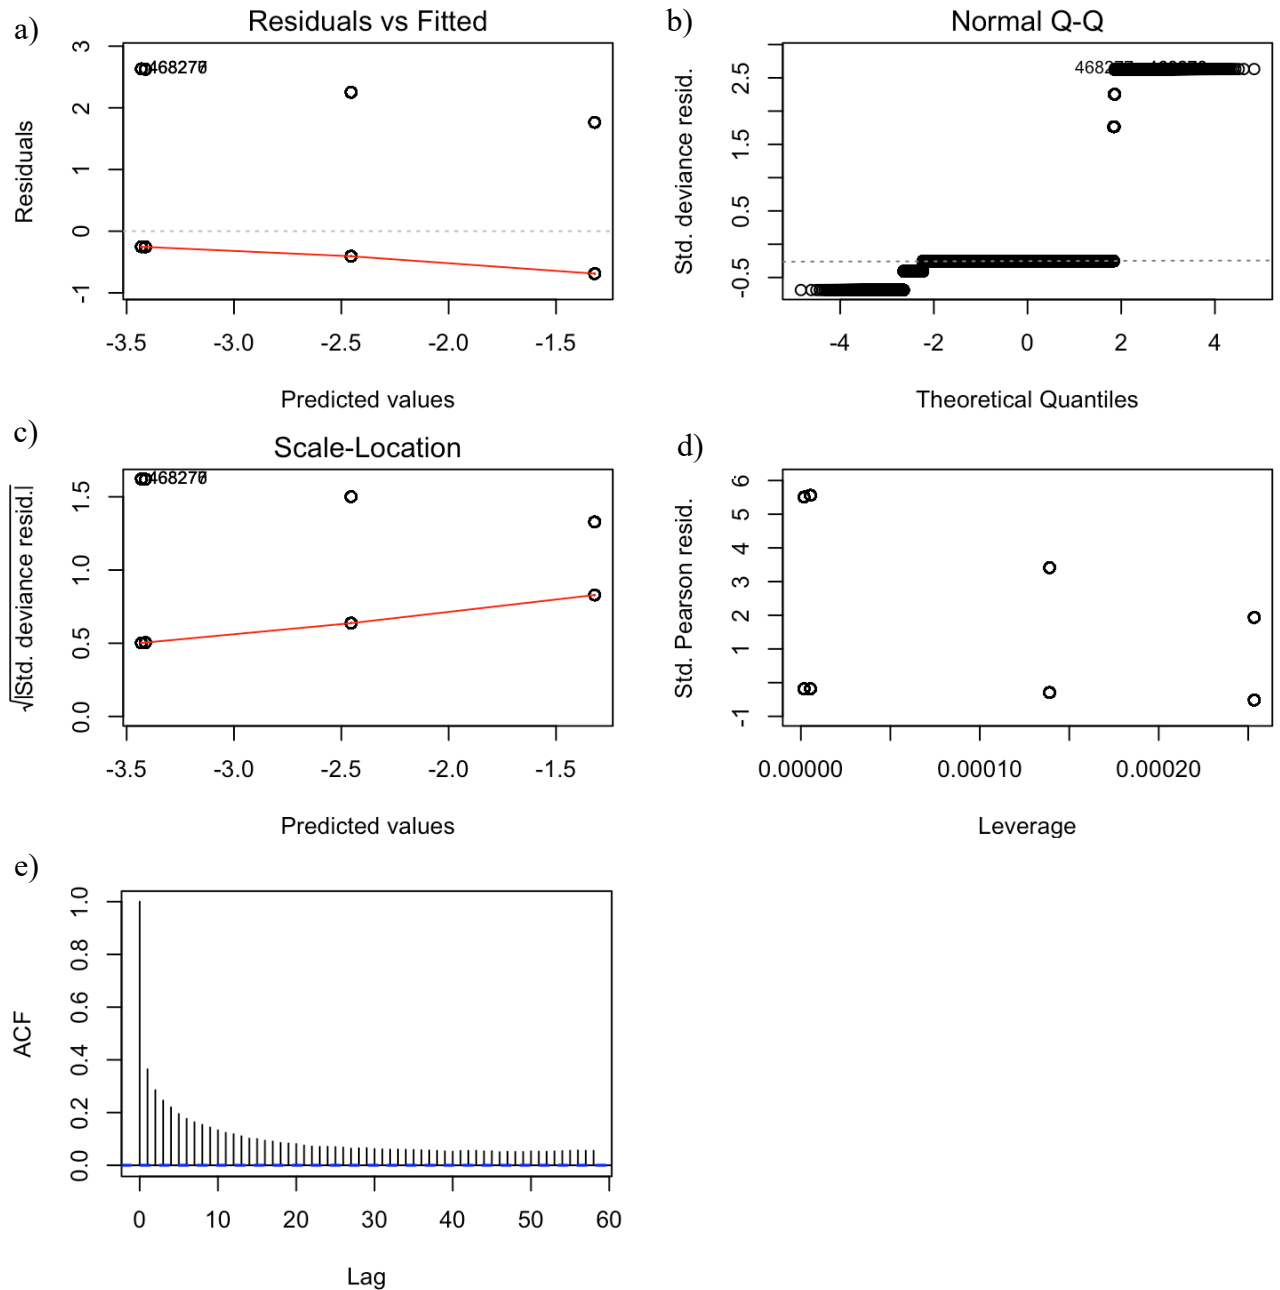 a)
Residuals vs Fitted
3
2
1
0
-1
Residuals
-3.5 -3.0 -2.5 -2.0 -1.5
Predicted values
b)
Normal Q-Q
2.5
1.5
0.5
-0.5
Std. deviance resid.
-4 -2 0 2 4
Theoretical Quantiles
c)
Scale-Location
1.5
1.0
0.5
0.0
√|Std. deviance resid.|
-3.5 -3.0 -2.5 -2.0 -1.5
Predicted values
d)
6
5
4
3
2
1
-1
Std. Pearson resid.
0.00000 0.00010 0.00020
Leverage
e)
1.0
0.8
0.6
0.4
0.2
0.0
ACF
0 10 20 30 40 50 60
Lag